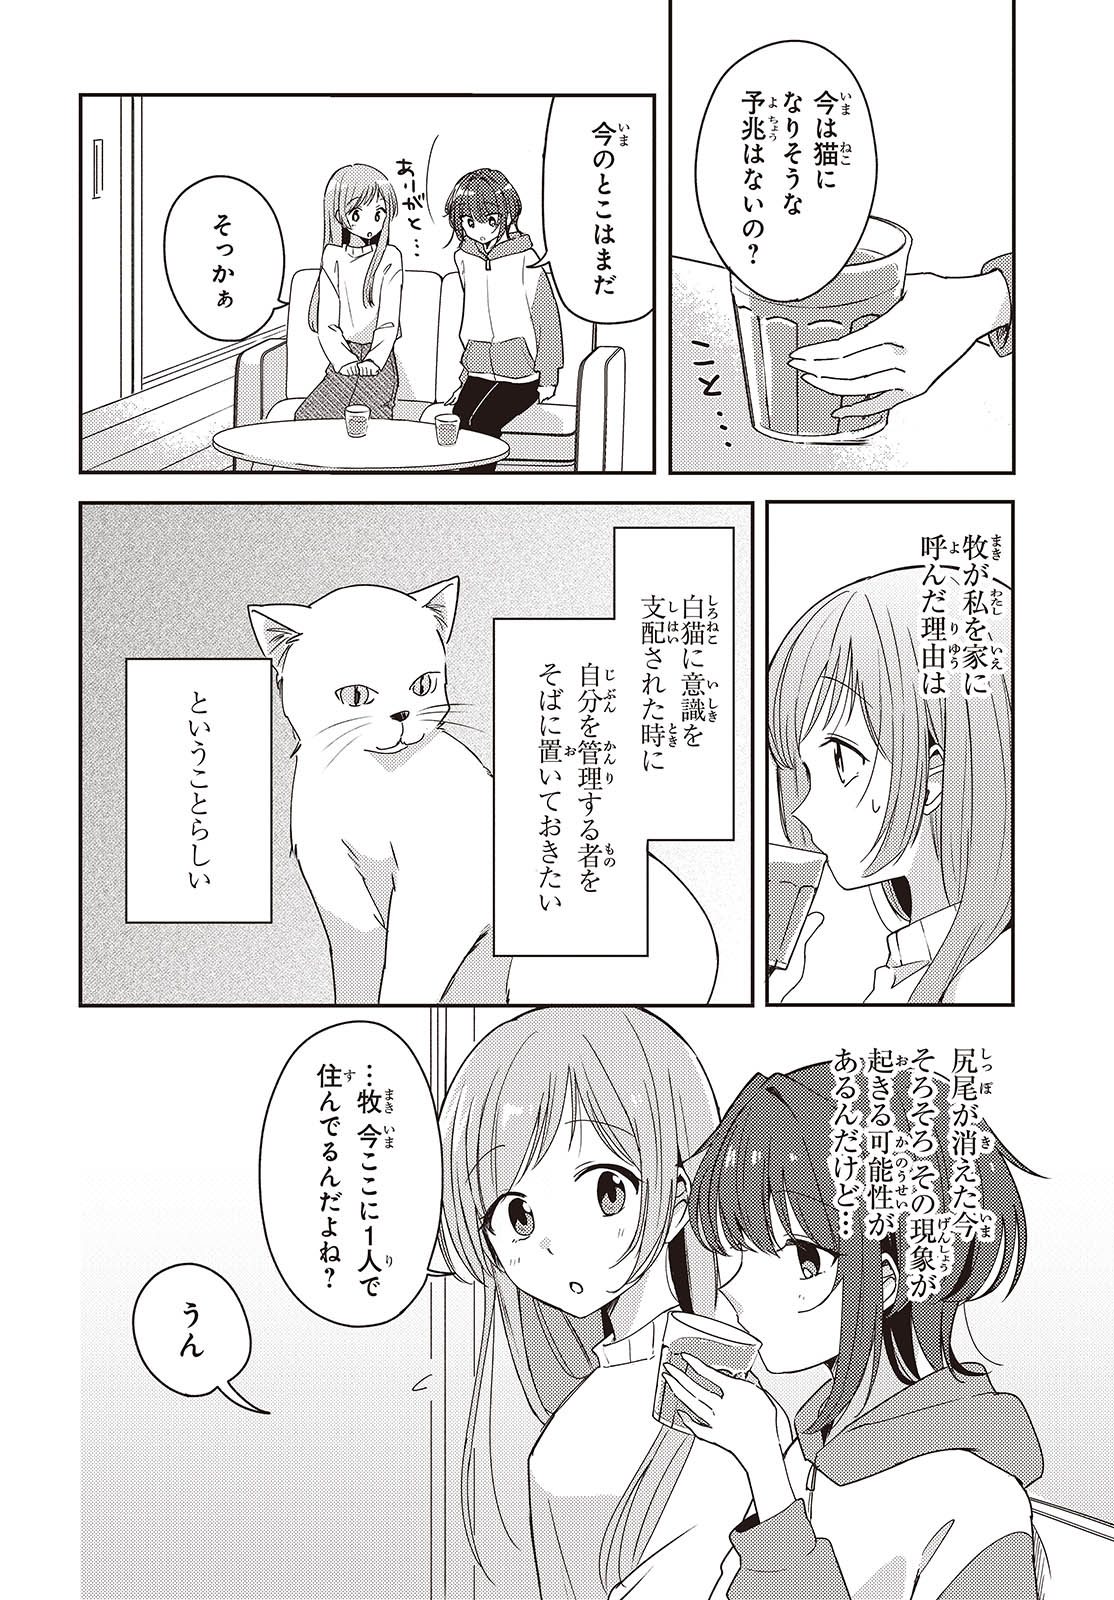 今は猫に
なりそうな
予兆はないの？
トン…
今のとこはまだ
ありがと…
そっかぁ
牧が私を家に
呼んだ理由は
白猫に意識を
支配された時に
自分を管理する者を
そばに置いておきたい
ということらしい
尻尾が消えた今
そろそろその現象が
起きる可能性が
あるんだけど…
…牧 今ここに1人で
住んでるんだよね？
うん